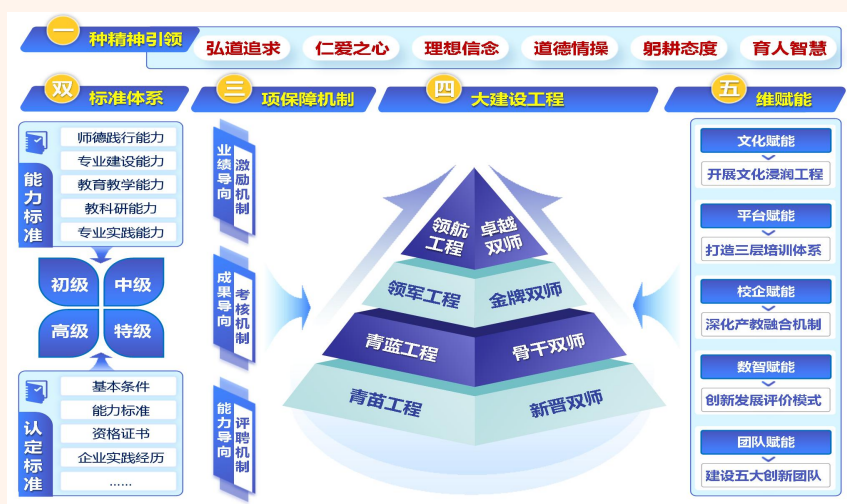 一种精神引领
弘道追求 仁爱之心 理想信念 道德情操 躬耕态度 育人智慧
双标准体系
三项保障机制
四大建设工程
五维赋能
能力标准
师德践行能力
专业建设能力
教育教学能力
教科研能力
专业实践能力
初级 中级
高级 特级
认定标准
基本条件
能力标准
资格证书
企业实践经历
......
业绩导向
激励机制
成果导向
考核机制
能力导向
评聘机制
领航工程 卓越双师
领军工程 金牌双师
青蓝工程 骨干双师
青苗工程 新晋双师
文化赋能
开展文化浸润工程
平台赋能
打造三层培训体系
校企赋能
深化产教融合机制
数智赋能
创新发展评价模式
团队赋能
建设五大创新团队